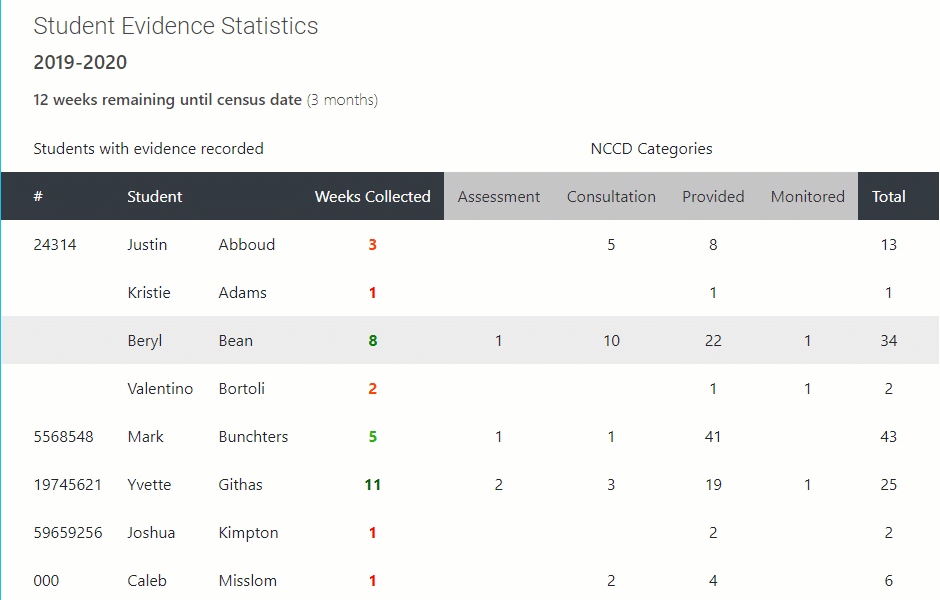 Student Evidence Statistics
2019-2020
12 weeks remaining until census date (3 months)
Students with evidence recorded NCCD Categories
# Student Weeks Collected Assessment Consultation Provided Monitored Total
24314 Justin Abboud 3 5 8 13
Kristie Adams 1 1 1
Beryl Bean 8 1 10 22 1 34
Valentino Bortoli 2 1 1 2
5568548 Mark Bunchters 5 1 1 41 43
19745621 Yvette Githas 11 2 3 19 1 25
59659256 Joshua Kimpton 1 2 2
000 Caleb Misslom 1 2 4 6